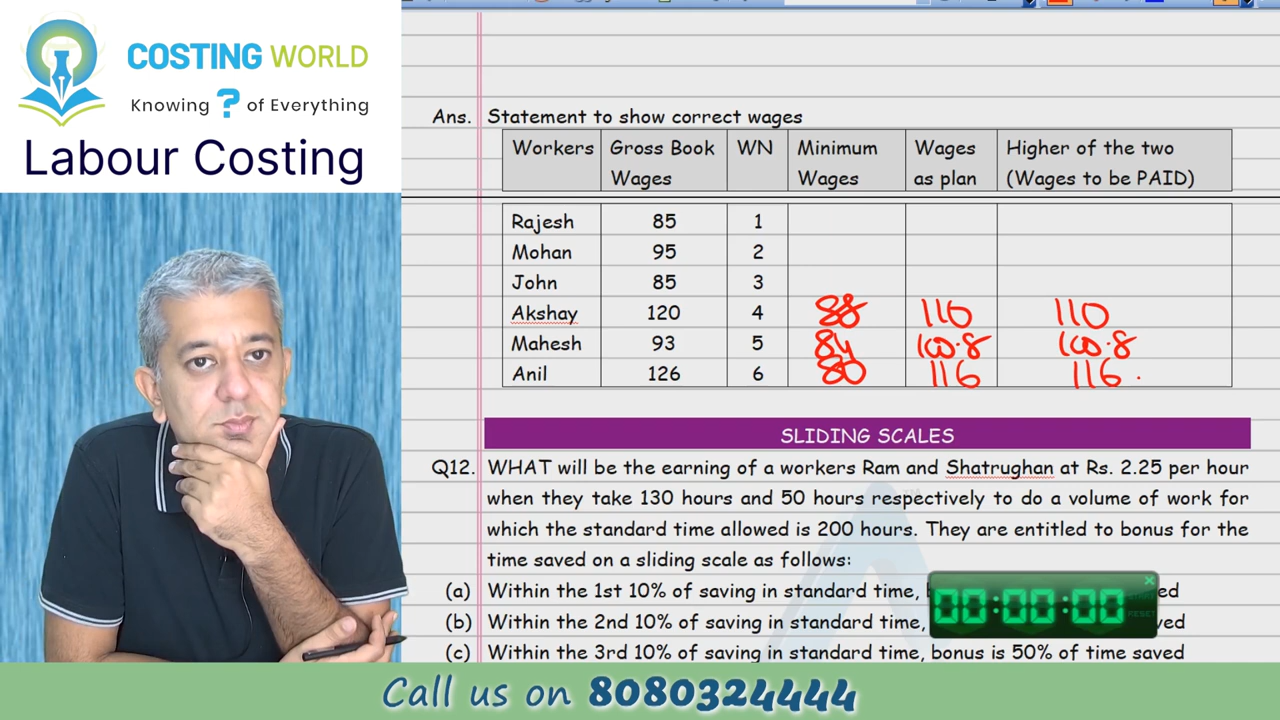 COSTING WORLD
Knowing ? of Everything
Labour Costing
Ans. Statement to show correct wages
Workers Gross Book Wages WN Minimum Wages Wages as plan Higher of the two (Wages to be PAID)
Rajesh 85 1
Mohan 95 2
John 85 3
Akshay 120 4 88 110 110
Mahesh 93 5 84 100.8 100.8
Anil 126 6 80 116 116
SLIDING SCALES
Q12. WHAT will be the earning of a workers Ram and Shatrughan at Rs. 2.25 per hour
when they take 130 hours and 50 hours respectively to do a volume of work for
which the standard time allowed is 200 hours. They are entitled to bonus for the
time saved on a sliding scale as follows:
(a) Within the 1st 10% of saving in standard time,
00:00:00
(b) Within the 2nd 10% of saving in standard time, saved
(c) Within the 3rd 10% of saving in standard time, bonus is 50% of time saved
Call us on 8080324444